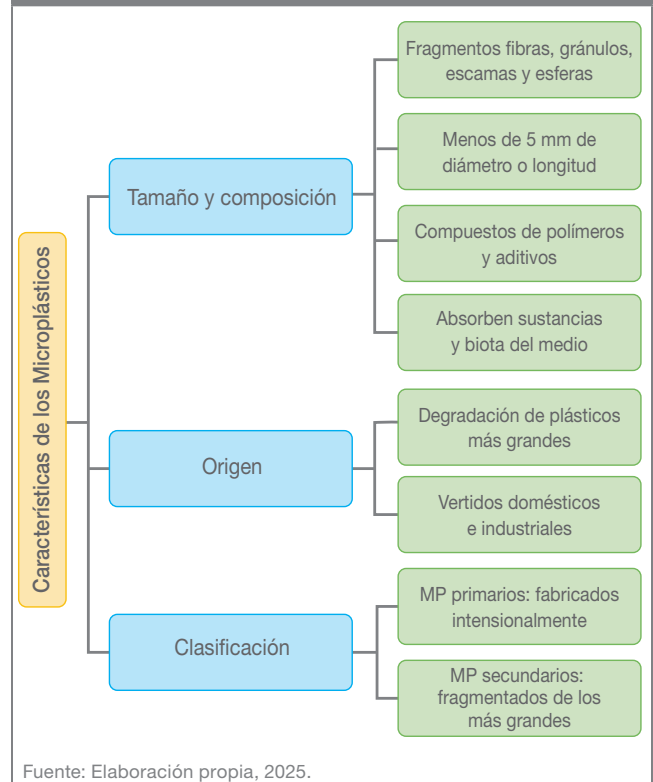 Características de los Microplásticos
Tamaño y composición
Fragmentos fibras, gránulos,
escamas y esferas
Menos de 5 mm de
diámetro o longitud
Compuestos de polímeros
y aditivos
Absorben sustancias
y biota del medio
Origen
Degradación de plásticos
más grandes
Vertidos domésticos
e industriales
Clasificación
MP primarios: fabricados
intensionalmente
MP secundarios:
fragmentados de los
más grandes
Fuente: Elaboración propia, 2025.